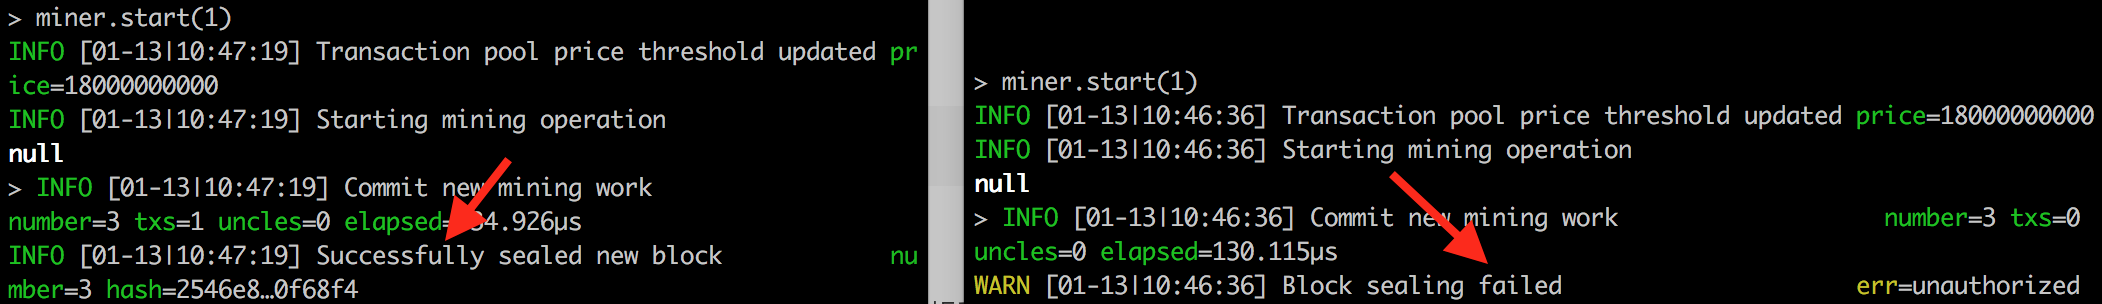 > miner.start(1)
INFO [01-13|10:47:19] Transaction pool price threshold updated pr
ice=18000000000
INFO [01-13|10:47:19] Starting mining operation
null
> INFO [01-13|10:47:19] Commit new mining work
number=3 txs=1 uncles=0 elapsed= 34.926µs
INFO [01-13|10:47:19] Successfully sealed new block nu
mber=3 hash=2546e8…0f68f4
> miner.start(1)
INFO [01-13|10:46:36] Transaction pool price threshold updated price=18000000000
INFO [01-13|10:46:36] Starting mining operation
null
> INFO [01-13|10:46:36] Commit new mining work number=3 txs=0
uncles=0 elapsed=130.115µs
WARN [01-13|10:46:36] Block sealing failed err=unauthorized